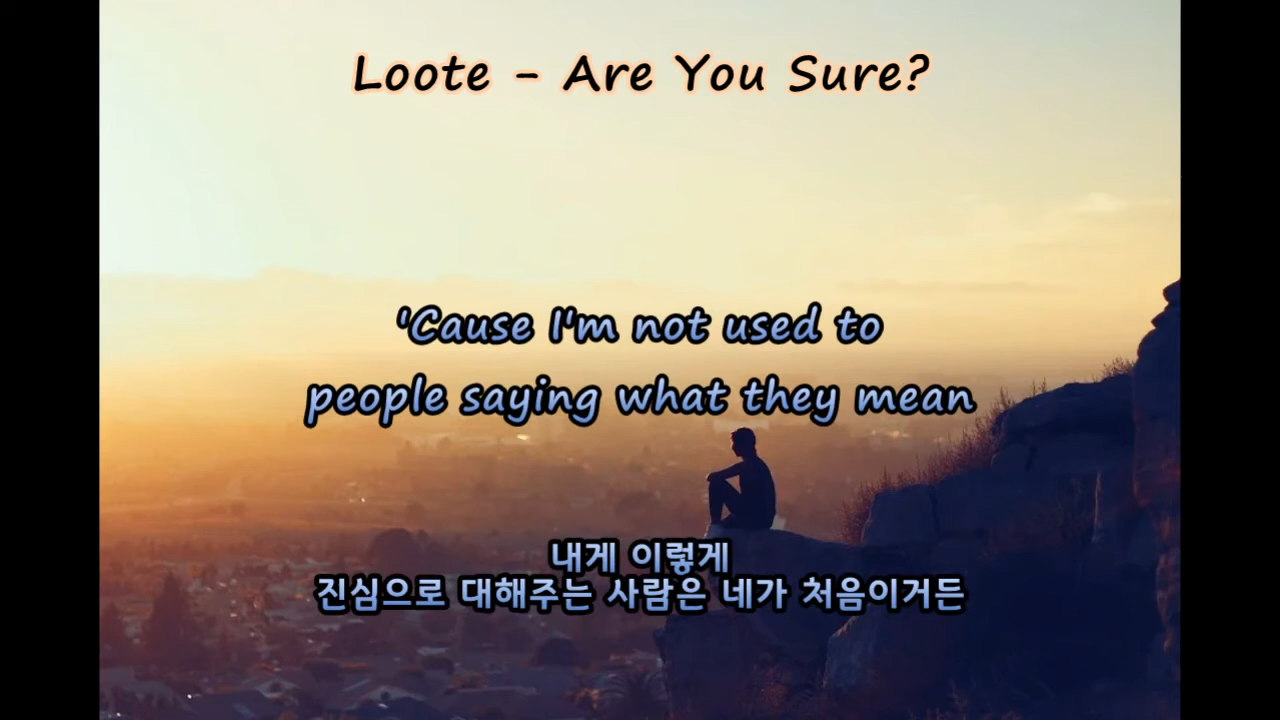 Loote - Are You Sure?
'Cause I'm not used to
people saying what they mean
내게 이렇게
진심으로 대해주는 사람은 네가 처음이거든